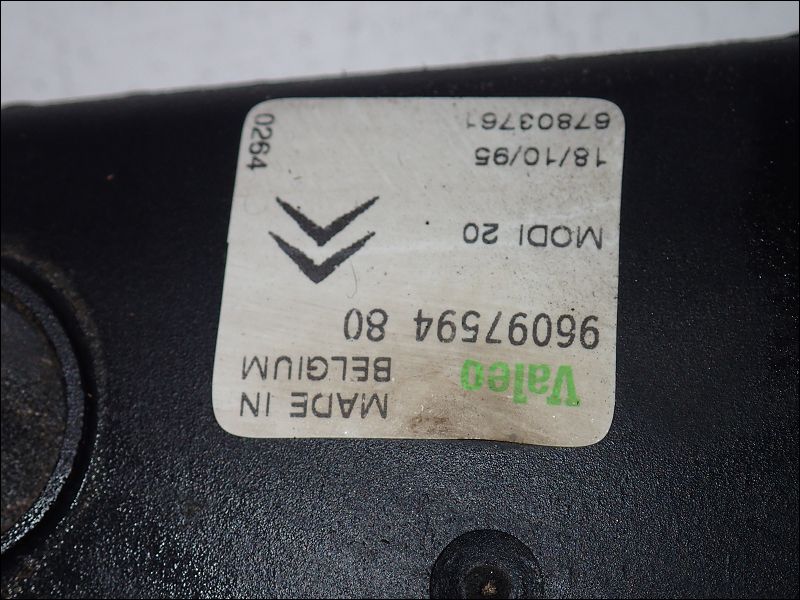 Valeo
MADE IN
BELGIUM
96097594 80
MODI 20
18/10/95
67803761
0264